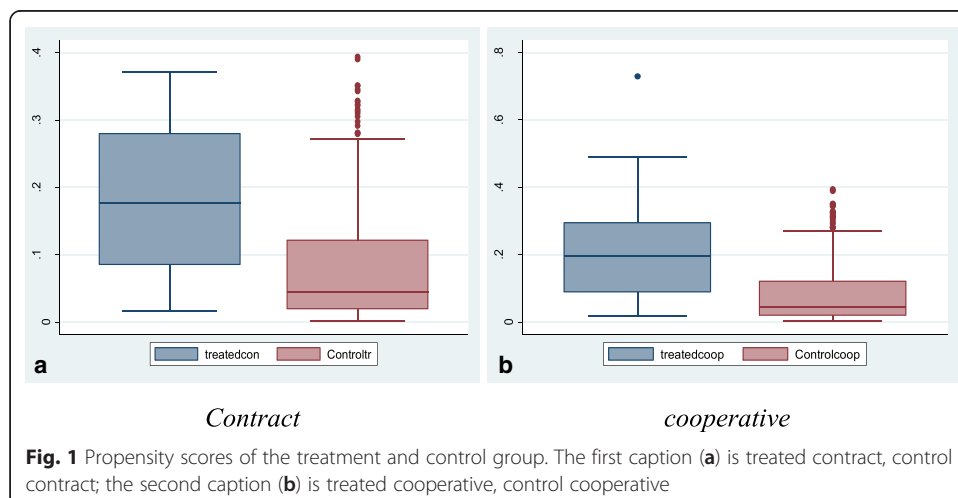 .4
.3
.2
.1
0
treatedcon Controltr
a
Contract
.8
.6
.4
.2
0
treatedcoop Controlcoop
b
cooperative
Fig. 1 Propensity scores of the treatment and control group. The first caption (a) is treated contract, control
contract; the second caption (b) is treated cooperative, control cooperative